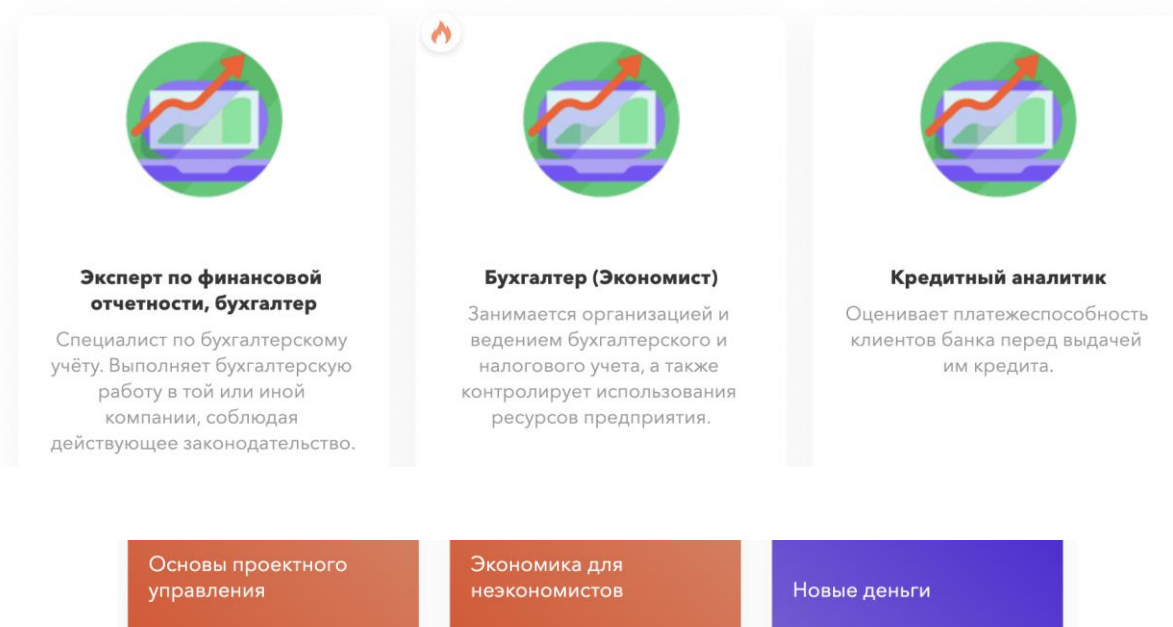 Эксперт по финансовой
отчетности, бухгалтер
Специалист по бухгалтерскому
учёту. Выполняет бухгалтерскую
работу в той или иной
компании, соблюдая
действующее законодательство.
Бухгалтер (Экономист)
Занимается организацией и
ведением бухгалтерского и
налогового учета, а также
контролирует использования
ресурсов предприятия.
Кредитный аналитик
Оценивает платежеспособность
клиентов банка перед выдачей
им кредита.
Основы проектного
управления
Экономика для
неэкономистов
Новые деньги